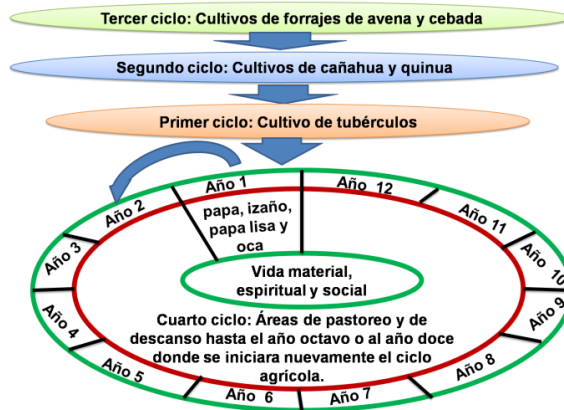 Tercer ciclo: Cultivos de forrajes de avena y cebada
Segundo ciclo: Cultivos de cañahua y quinua
Primer ciclo: Cultivo de tubérculos
Año 1
Año 12
Año 2
Año 11
Año 3
Año 10
Año 4
Año 9
Año 5
Año 8
Año 6
Año 7
papa, izaño,
papa lisa y
oca
Vida material,
espiritual y social
Cuarto ciclo: Áreas de pastoreo y de
descanso hasta el año octavo o al año doce
donde se iniciara nuevamente el ciclo
agrícola.